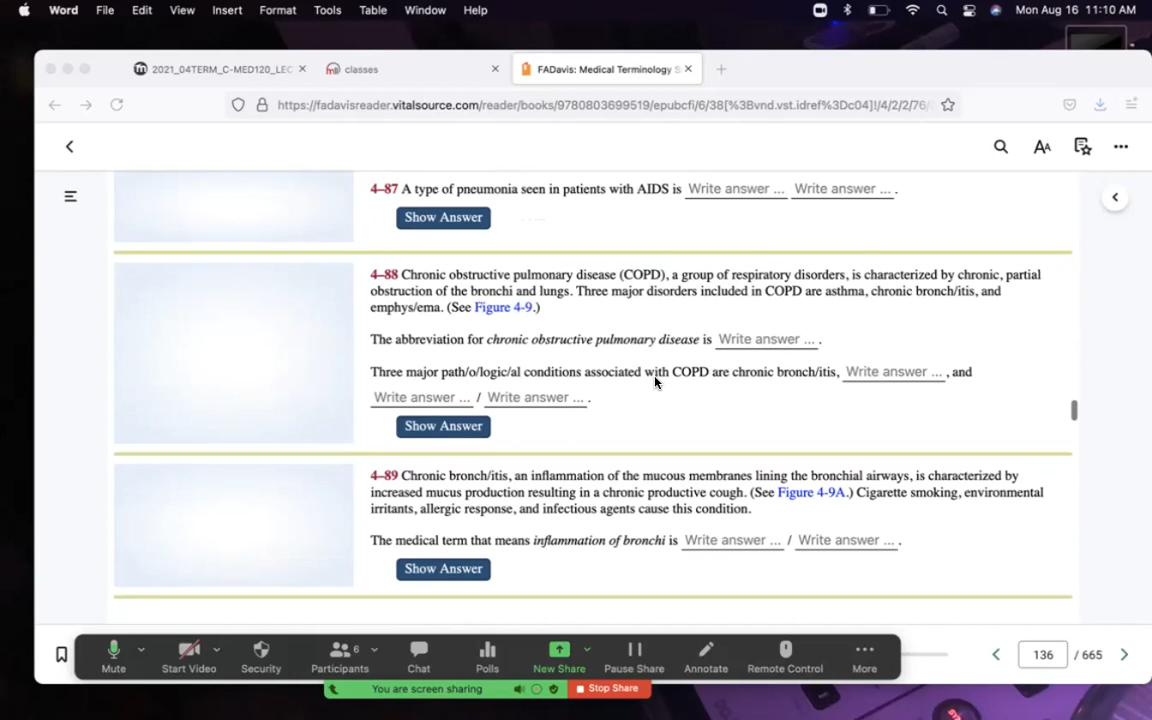 Word File Edit View Insert Format Tools Table Window Help Mon Aug 16 11:10 AM
2021_04TERM_C-MED120_LEC classes FADavis: Medical Terminology S
https://fadavisreader.vitalsource.com/reader/books/9780803699519/epubcfi/6/38[%3Bvnd.vst.idref%3Dc04]!/4/2/2/76/
4–87 A type of pneumonia seen in patients with AIDS is Write answer ... Write answer ... .
Show Answer
4–88 Chronic obstructive pulmonary disease (COPD), a group of respiratory disorders, is characterized by chronic, partial
obstruction of the bronchi and lungs. Three major disorders included in COPD are asthma, chronic bronch/itis, and
emphys/ema. (See Figure 4-9.)
The abbreviation for chronic obstructive pulmonary disease is Write answer ... .
Three major path/o/logic/al conditions associated with COPD are chronic bronch/itis, Write answer ... , and
Write answer ... / Write answer ... .
Show Answer
4–89 Chronic bronch/itis, an inflammation of the mucous membranes lining the bronchial airways, is characterized by
increased mucus production resulting in a chronic productive cough. (See Figure 4-9A.) Cigarette smoking, environmental
irritants, allergic response, and infectious agents cause this condition.
The medical term that means inflammation of bronchi is Write answer ... / Write answer ... .
Show Answer
6
Mute Start Video Security Participants Chat Polls New Share Pause Share Annotate Remote Control More
136 / 665
You are screen sharing Stop Share